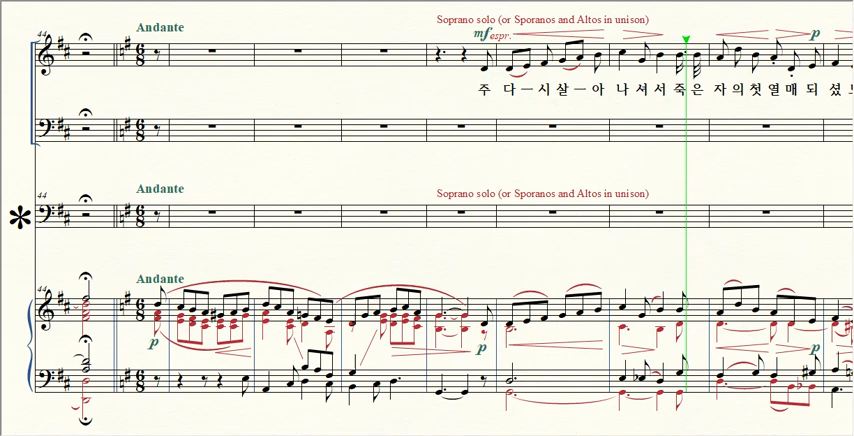 Soprano solo (or Sporanos and Altos in unison)
44 Andante mf espr. p
주 다 시 살 아 나 셔 서 죽 은 자 의 첫 열 매 되 셨
44 Andante Soprano solo (or Sporanos and Altos in unison)
44 Andante
p p p